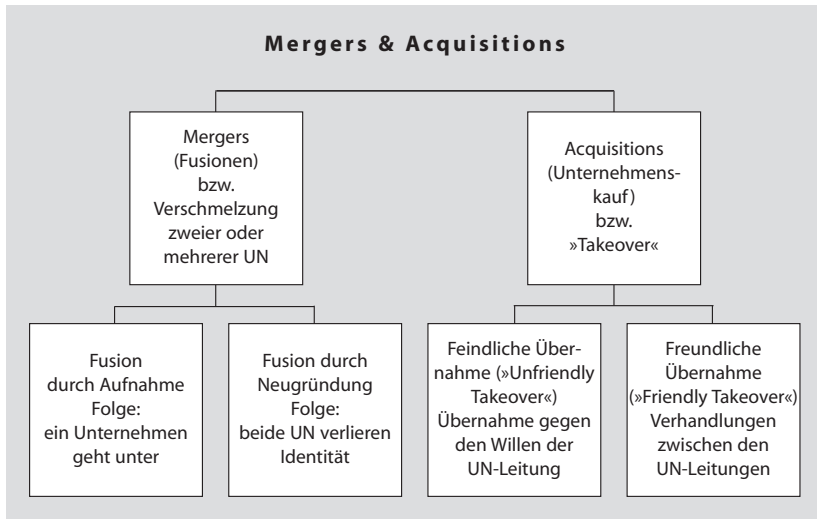 Mergers & Acquisitions
Mergers
(Fusionen)
bzw.
Verschmelzung
zweier oder
mehrerer UN
Acquisitions
(Unternehmens-
kauf)
bzw.
»Takeover«
Fusion
durch Aufnahme
Folge:
ein Unternehmen
geht unter
Fusion durch
Neugründung
Folge:
beide UN verlieren
Identität
Feindliche Über-
nahme (»Unfriendly
Takeover«)
Übernahme gegen
den Willen der
UN-Leitung
Freundliche
Übernahme
(»Friendly Takeover«)
Verhandlungen
zwischen den
UN-Leitungen